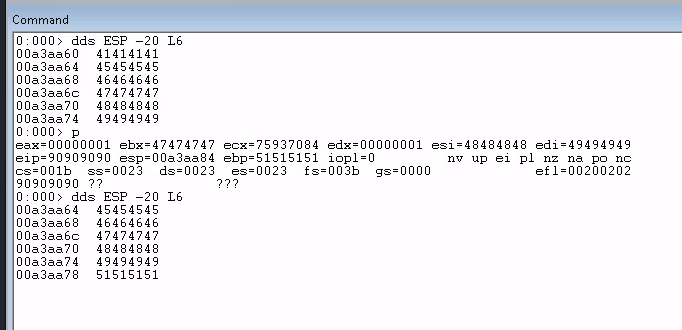 Command
0:000> dds ESP -20 L6
00a3aa60  41414141
00a3aa64  45454545
00a3aa68  46464646
00a3aa6c  47474747
00a3aa70  48484848
00a3aa74  49494949
0:000> p
eax=00000001 ebx=47474747 ecx=75937084 edx=00000001 esi=48484848 edi=49494949
eip=90909090 esp=00a3aa84 ebp=51515151 iopl=0         nv up ei pl nz na po nc
cs=001b  ss=0023  ds=0023  es=0023  fs=003b  gs=0000             efl=00200202
90909090 ??              ???
0:000> dds ESP -20 L6
00a3aa64  45454545
00a3aa68  46464646
00a3aa6c  47474747
00a3aa70  48484848
00a3aa74  49494949
00a3aa78  51515151